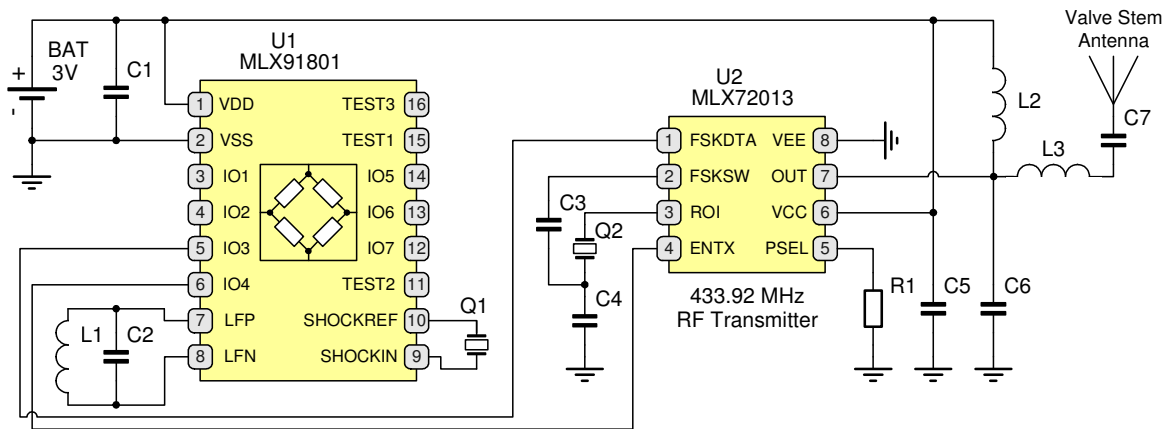 BAT
3V
+
-
C1
U1
MLX91801
1 VDD
2 VSS
3 IO1
4 IO2
5 IO3
6 IO4
7 LFP
8 LFN
TEST3 16
TEST1 15
IO5 14
IO6 13
IO7 12
TEST2 11
SHOCKREF 10
SHOCKIN 9
L1
C2
Q1
U2
MLX72013
1 FSKDTA
2 FSKSW
3 ROI
4 ENTX
VEE 8
OUT 7
VCC 6
PSEL 5
433.92 MHz
RF Transmitter
C3
Q2
C4
R1
C5
C6
L2
L3
C7
Valve Stem
Antenna